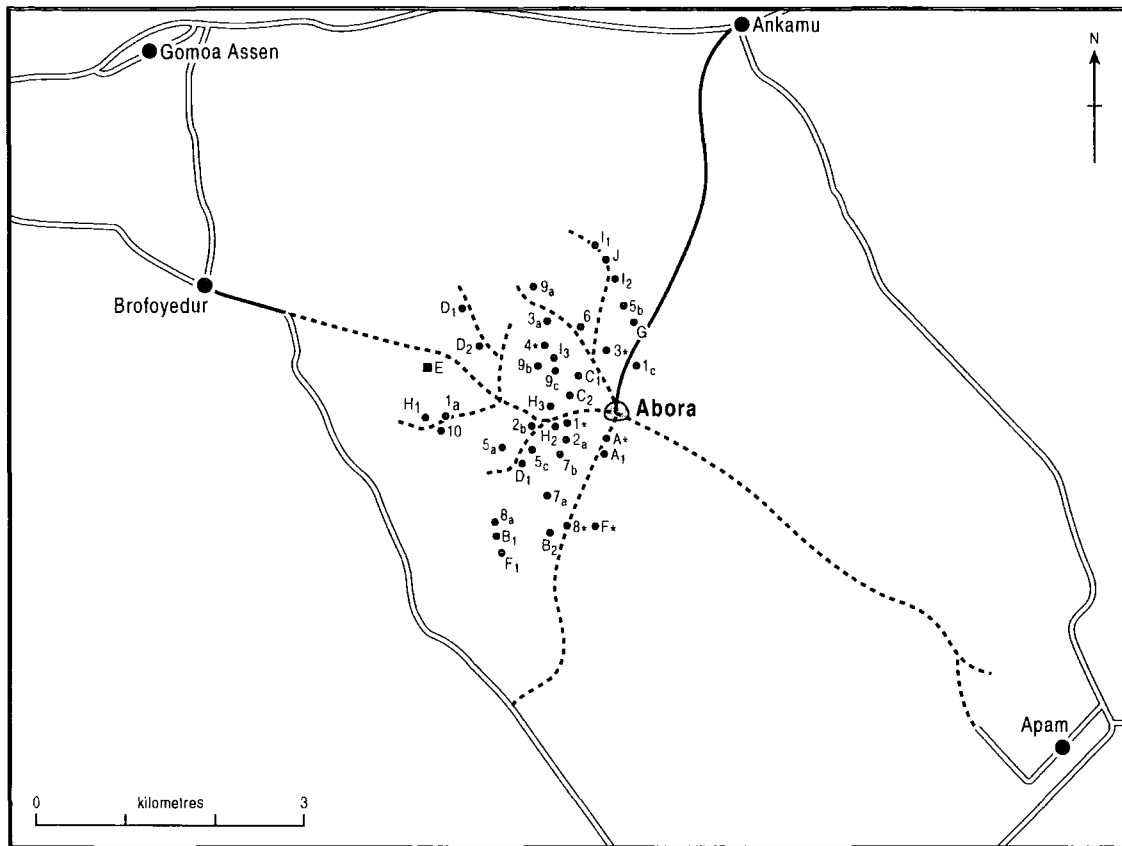 Ankamu
N
Gomoa Assen
I1
J
I2
Brofoyedur
9a
5b
D1
3a
6
G
D2
4*
I3
3*
E
9b
9c
C1
1c
C2
H1
1a
H3
Abora
10
2b
H2
1*
2a
A*
5a
5c
7b
A1
D1
7a
8a
8*
F*
B1
B2
F1
Apam
0 kilometres 3